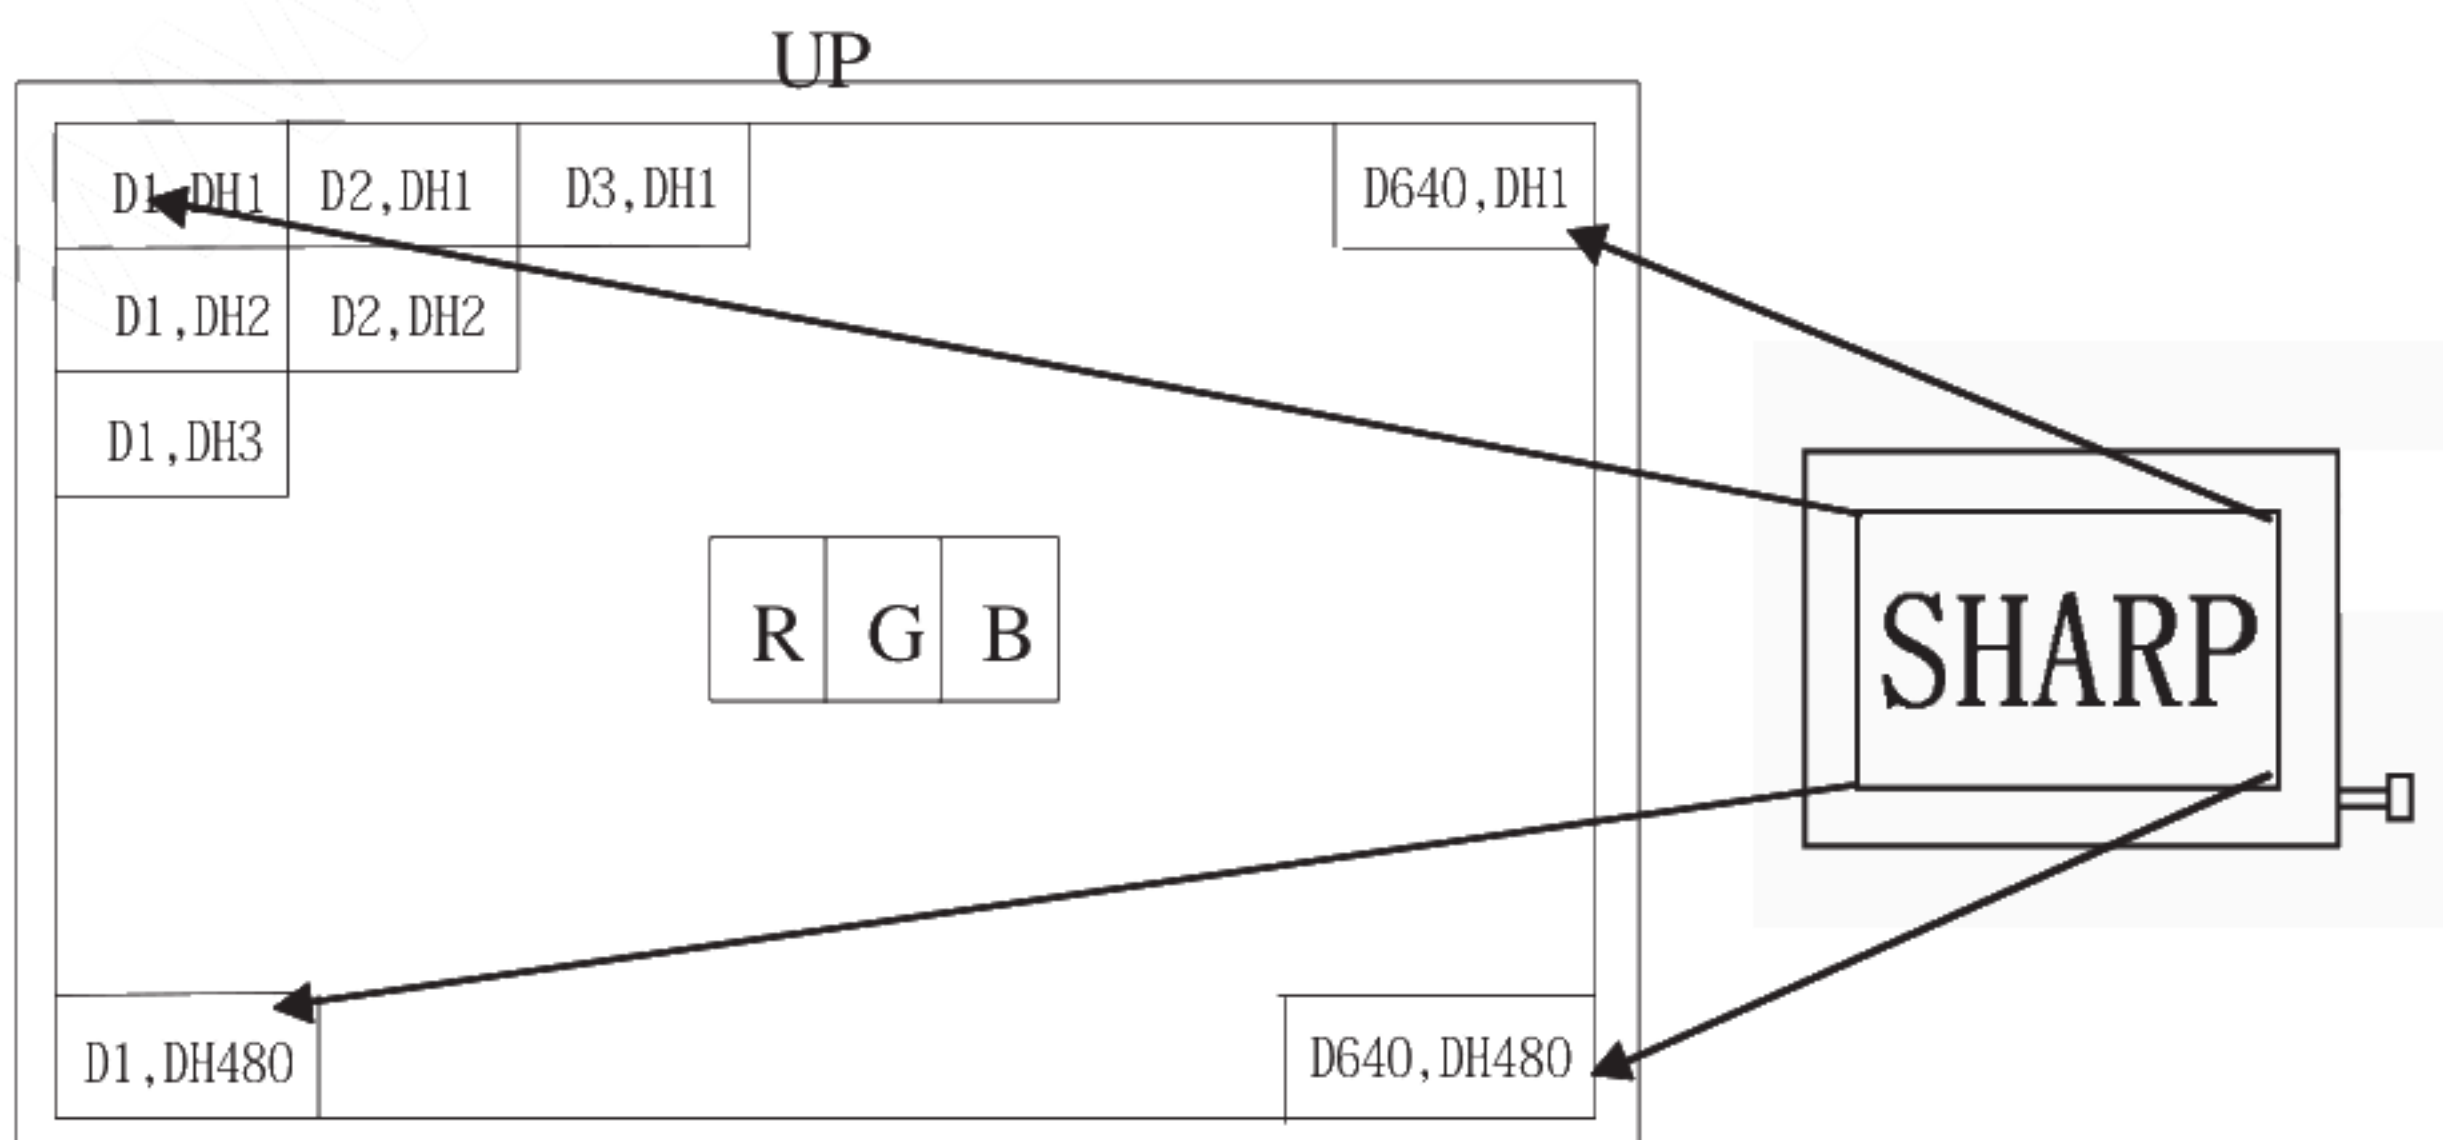 UP
D1,DH1 D2,DH1 D3,DH1 D640,DH1
D1,DH2 D2,DH2
D1,DH3
R G B
SHARP
D1,DH480 D640,DH480